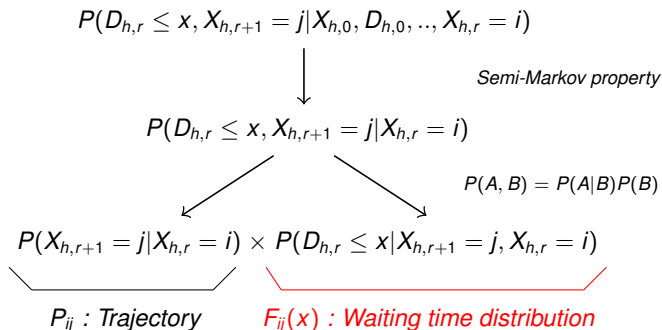 P(D_{h,r} ≤ x, X_{h,r+1} = j|X_{h,0}, D_{h,0}, .., X_{h,r} = i)
Semi-Markov property
P(D_{h,r} ≤ x, X_{h,r+1} = j|X_{h,r} = i)
P(A, B) = P(A|B)P(B)
P(X_{h,r+1} = j|X_{h,r} = i) × P(D_{h,r} ≤ x|X_{h,r+1} = j, X_{h,r} = i)
P_{ij} : Trajectory F_{ij}(x) : Waiting time distribution